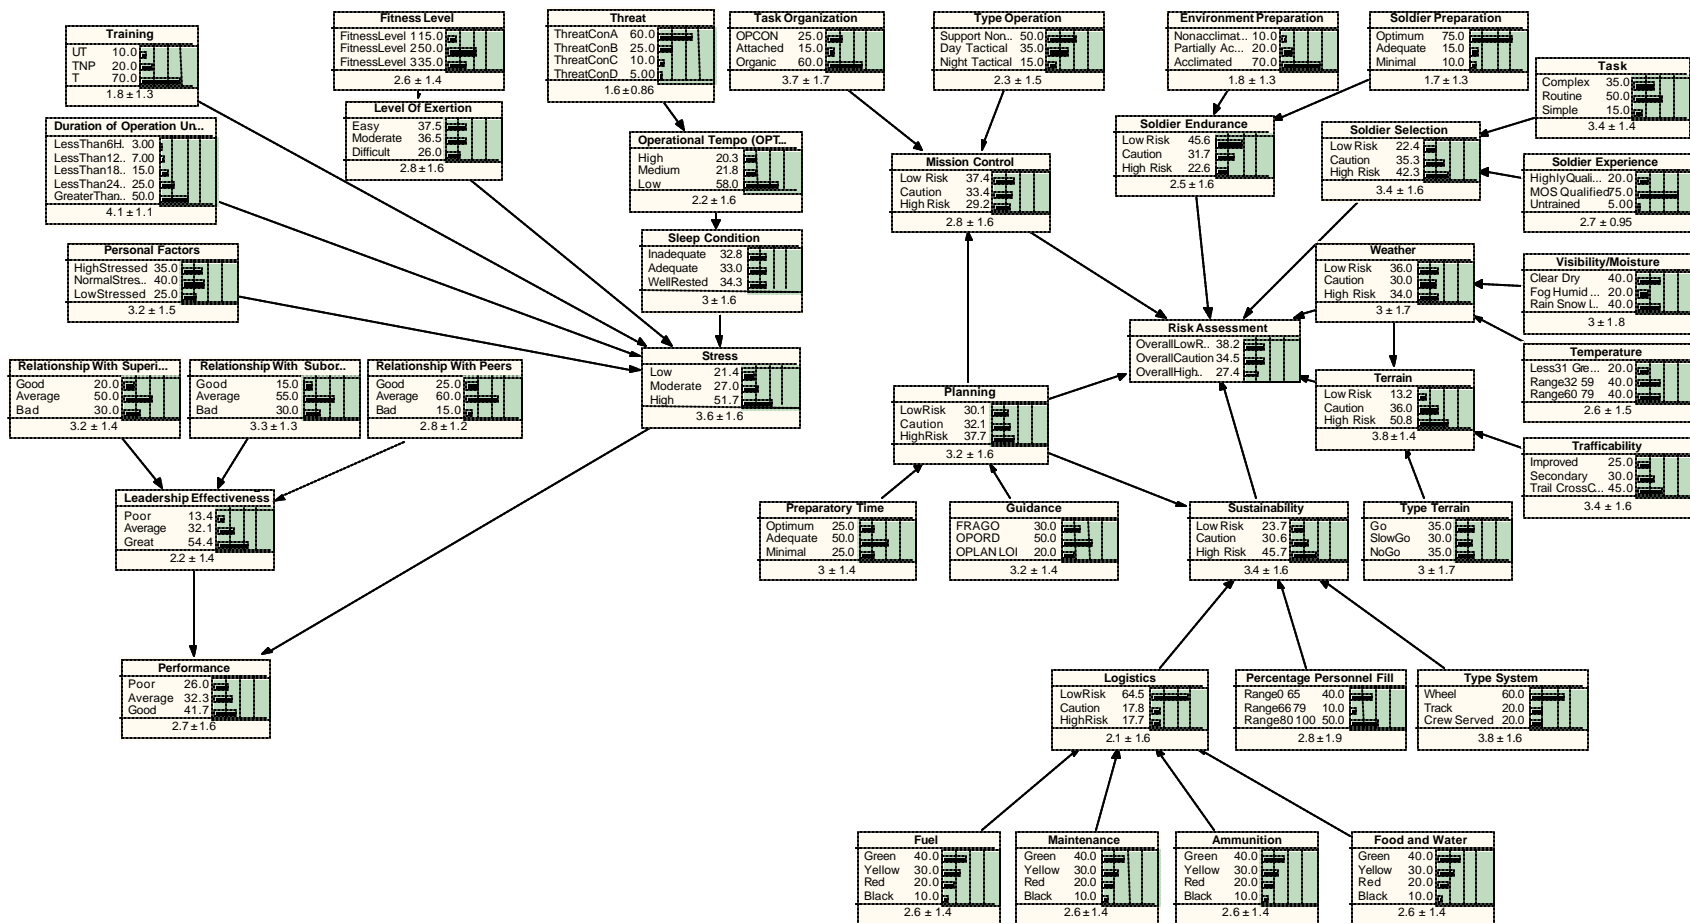 Training
UT 10.0
TNP 20.0
T 70.0
1.8 ± 1.3
Fitness Level
FitnessLevel 1 15.0
FitnessLevel 2 50.0
FitnessLevel 3 35.0
2.6 ± 1.4
Threat
ThreatConA 60.0
ThreatConB 25.0
ThreatConC 10.0
ThreatConD 5.00
1.6 ± 0.86
Task Organization
OPCON 25.0
Attached 15.0
Organic 60.0
3.7 ± 1.7
Type Operation
Support Non.. 50.0
Day Tactical 35.0
Night Tactical 15.0
2.3 ± 1.5
Environment Preparation
Nonacclimat.. 10.0
Partially Ac... 20.0
Acclimated 70.0
1.8 ± 1.3
Soldier Preparation
Optimum 75.0
Adequate 15.0
Minimal 10.0
1.7 ± 1.3
Task
Complex 35.0
Routine 50.0
Simple 15.0
3.4 ± 1.4
Duration of Operation Un...
LessThan6H. 3.00
LessThan12.. 7.00
LessThan18.. 15.0
LessThan24.. 25.0
GreaterThan.. 50.0
4.1 ± 1.1
Level Of Exertion
Easy 37.5
Moderate 36.5
Difficult 26.0
2.8 ± 1.6
Operational Tempo (OPT...
High 20.3
Medium 21.8
Low 58.0
2.2 ± 1.6
Mission Control
Low Risk 37.4
Caution 33.4
High Risk 29.2
2.8 ± 1.6
Soldier Endurance
Low Risk 45.6
Caution 31.7
High Risk 22.6
2.5 ± 1.6
Soldier Selection
Low Risk 22.4
Caution 35.3
High Risk 42.3
3.4 ± 1.6
Soldier Experience
HighlyQuali... 20.0
MOS Qualified 75.0
Untrained 5.00
2.7 ± 0.95
Personal Factors
HighStressed 35.0
NormalStres.. 40.0
LowStressed 25.0
3.2 ± 1.5
Sleep Condition
Inadequate 32.8
Adequate 33.0
WellRested 34.3
3 ± 1.6
Weather
Low Risk 36.0
Caution 30.0
High Risk 34.0
3 ± 1.7
Visibility/Moisture
Clear Dry 40.0
Fog Humid ... 20.0
Rain Snow I.. 40.0
3 ± 1.8
Risk Assessment
OverallLowR.. 38.2
OverallCaution 34.5
OverallHigh.. 27.4
Relationship With Superi...
Good 20.0
Average 50.0
Bad 30.0
3.2 ± 1.4
Relationship With Subor..
Good 15.0
Average 55.0
Bad 30.0
3.3 ± 1.3
Relationship With Peers
Good 25.0
Average 60.0
Bad 15.0
2.8 ± 1.2
Stress
Low 21.4
Moderate 27.0
High 51.7
3.6 ± 1.6
Planning
LowRisk 30.1
Caution 32.1
HighRisk 37.7
3.2 ± 1.6
Terrain
Low Risk 13.2
Caution 36.0
High Risk 50.8
3.8 ± 1.4
Temperature
Less31 Gre... 20.0
Range32 59 40.0
Range60 79 40.0
2.6 ± 1.5
Trafficability
Improved 25.0
Secondary 30.0
Trail CrossC... 45.0
3.4 ± 1.6
Leadership Effectiveness
Poor 13.4
Average 32.1
Great 54.4
2.2 ± 1.4
Preparatory Time
Optimum 25.0
Adequate 50.0
Minimal 25.0
3 ± 1.4
Guidance
FRAGO 30.0
OPORD 50.0
OPLAN LOI 20.0
3.2 ± 1.4
Sustainability
Low Risk 23.7
Caution 30.6
High Risk 45.7
3.4 ± 1.6
Type Terrain
Go 35.0
SlowGo 30.0
NoGo 35.0
3 ± 1.7
Performance
Poor 26.0
Average 32.3
Good 41.7
2.7 ± 1.6
Logistics
LowRisk 64.5
Caution 17.8
HighRisk 17.7
2.1 ± 1.6
Percentage Personnel Fill
Range0 65 40.0
Range66 79 10.0
Range80 100 50.0
2.8 ± 1.9
Type System
Wheel 60.0
Track 20.0
Crew Served 20.0
3.8 ± 1.6
Fuel
Green 40.0
Yellow 30.0
Red 20.0
Black 10.0
2.6 ± 1.4
Maintenance
Green 40.0
Yellow 30.0
Red 20.0
Black 10.0
2.6 ± 1.4
Ammunition
Green 40.0
Yellow 30.0
Red 20.0
Black 10.0
2.6 ± 1.4
Food and Water
Green 40.0
Yellow 30.0
Red 20.0
Black 10.0
2.6 ± 1.4